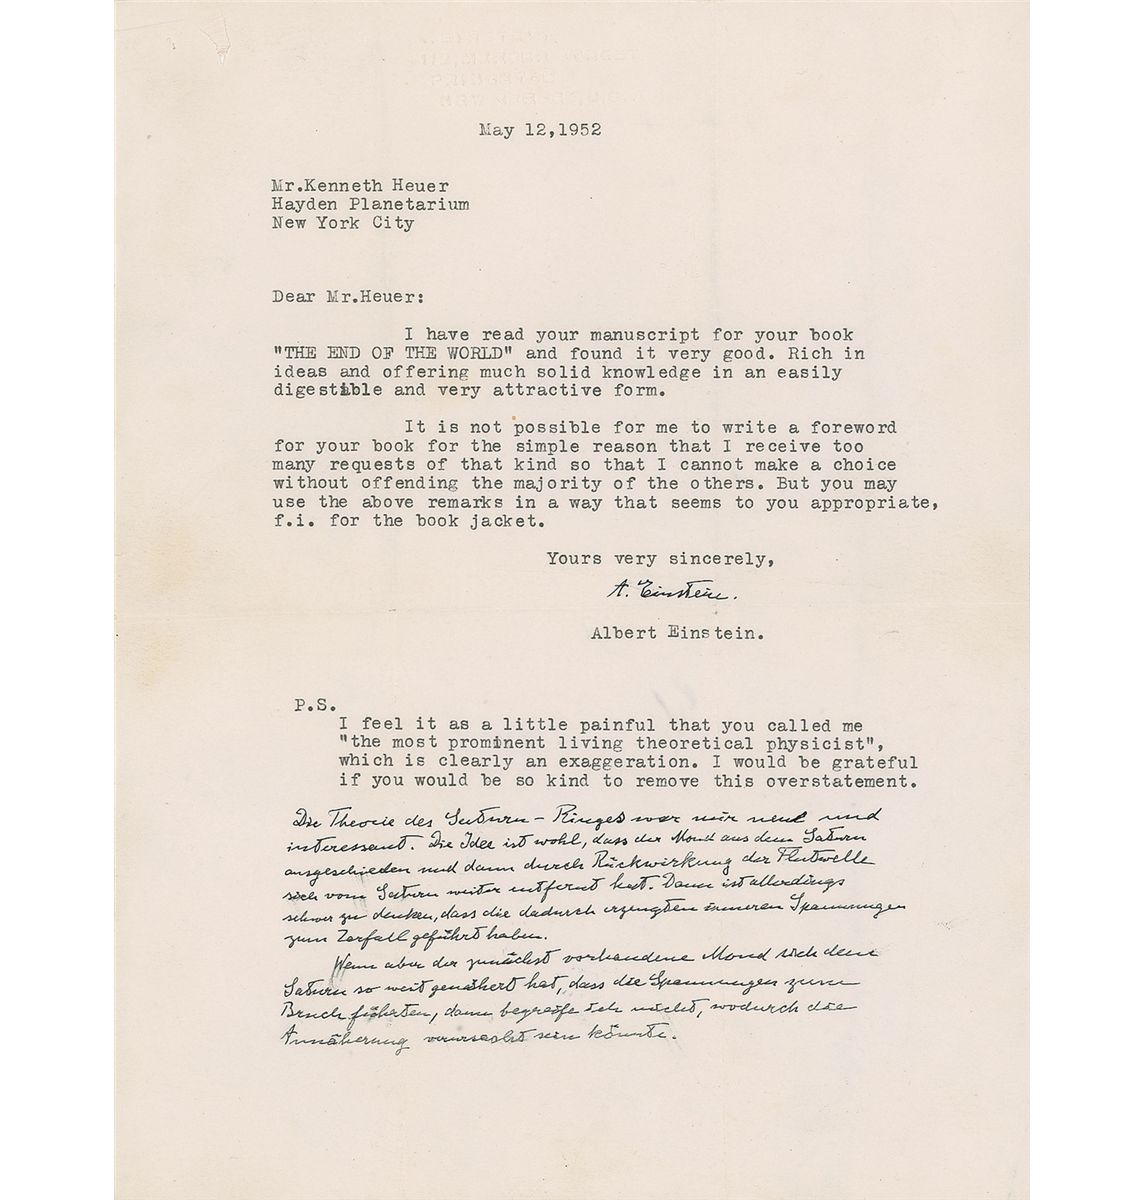 May 12,1952
Mr.Kenneth Heuer
Hayden Planetarium
New York City
Dear Mr.Heuer:
I have read your manuscript for your book
"THE END OF THE WORLD" and found it very good. Rich in
ideas and offering much solid knowledge in an easily
digestible and very attractive form.
It is not possible for me to write a foreword
for your book for the simple reason that I receive too
many requests of that kind so that I cannot make a choice
without offending the majority of the others. But you may
use the above remarks in a way that seems to you appropriate,
f.i. for the book jacket.
Yours very sincerely,
A. Einstein.
Albert Einstein.
P.S.
I feel it as a little painful that you called me
"the most prominent living theoretical physicist",
which is clearly an exaggeration. I would be grateful
if you would be so kind to remove this overstatement.
Die Theorie des Saturn-Ringes war mir neu und
interessant. Die Idee ist wohl, dass der Mond aus dem Saturn
ausgeschieden und dann durch Rückwirkung der Flutwelle
sich vom Saturn weiter entfernt hat. Dann ist allerdings
schwer zu denken, dass die dadurch erzeugten inneren Spannungen
zum Zerfall geführt haben.
Wenn aber der zunächst vorhandene Mond sich dem
Saturn so weit genähert hat, dass die Spannungen zum
Bruch führten, dann begreife ich nicht, wodurch die
Annäherung verursacht sein könnte.